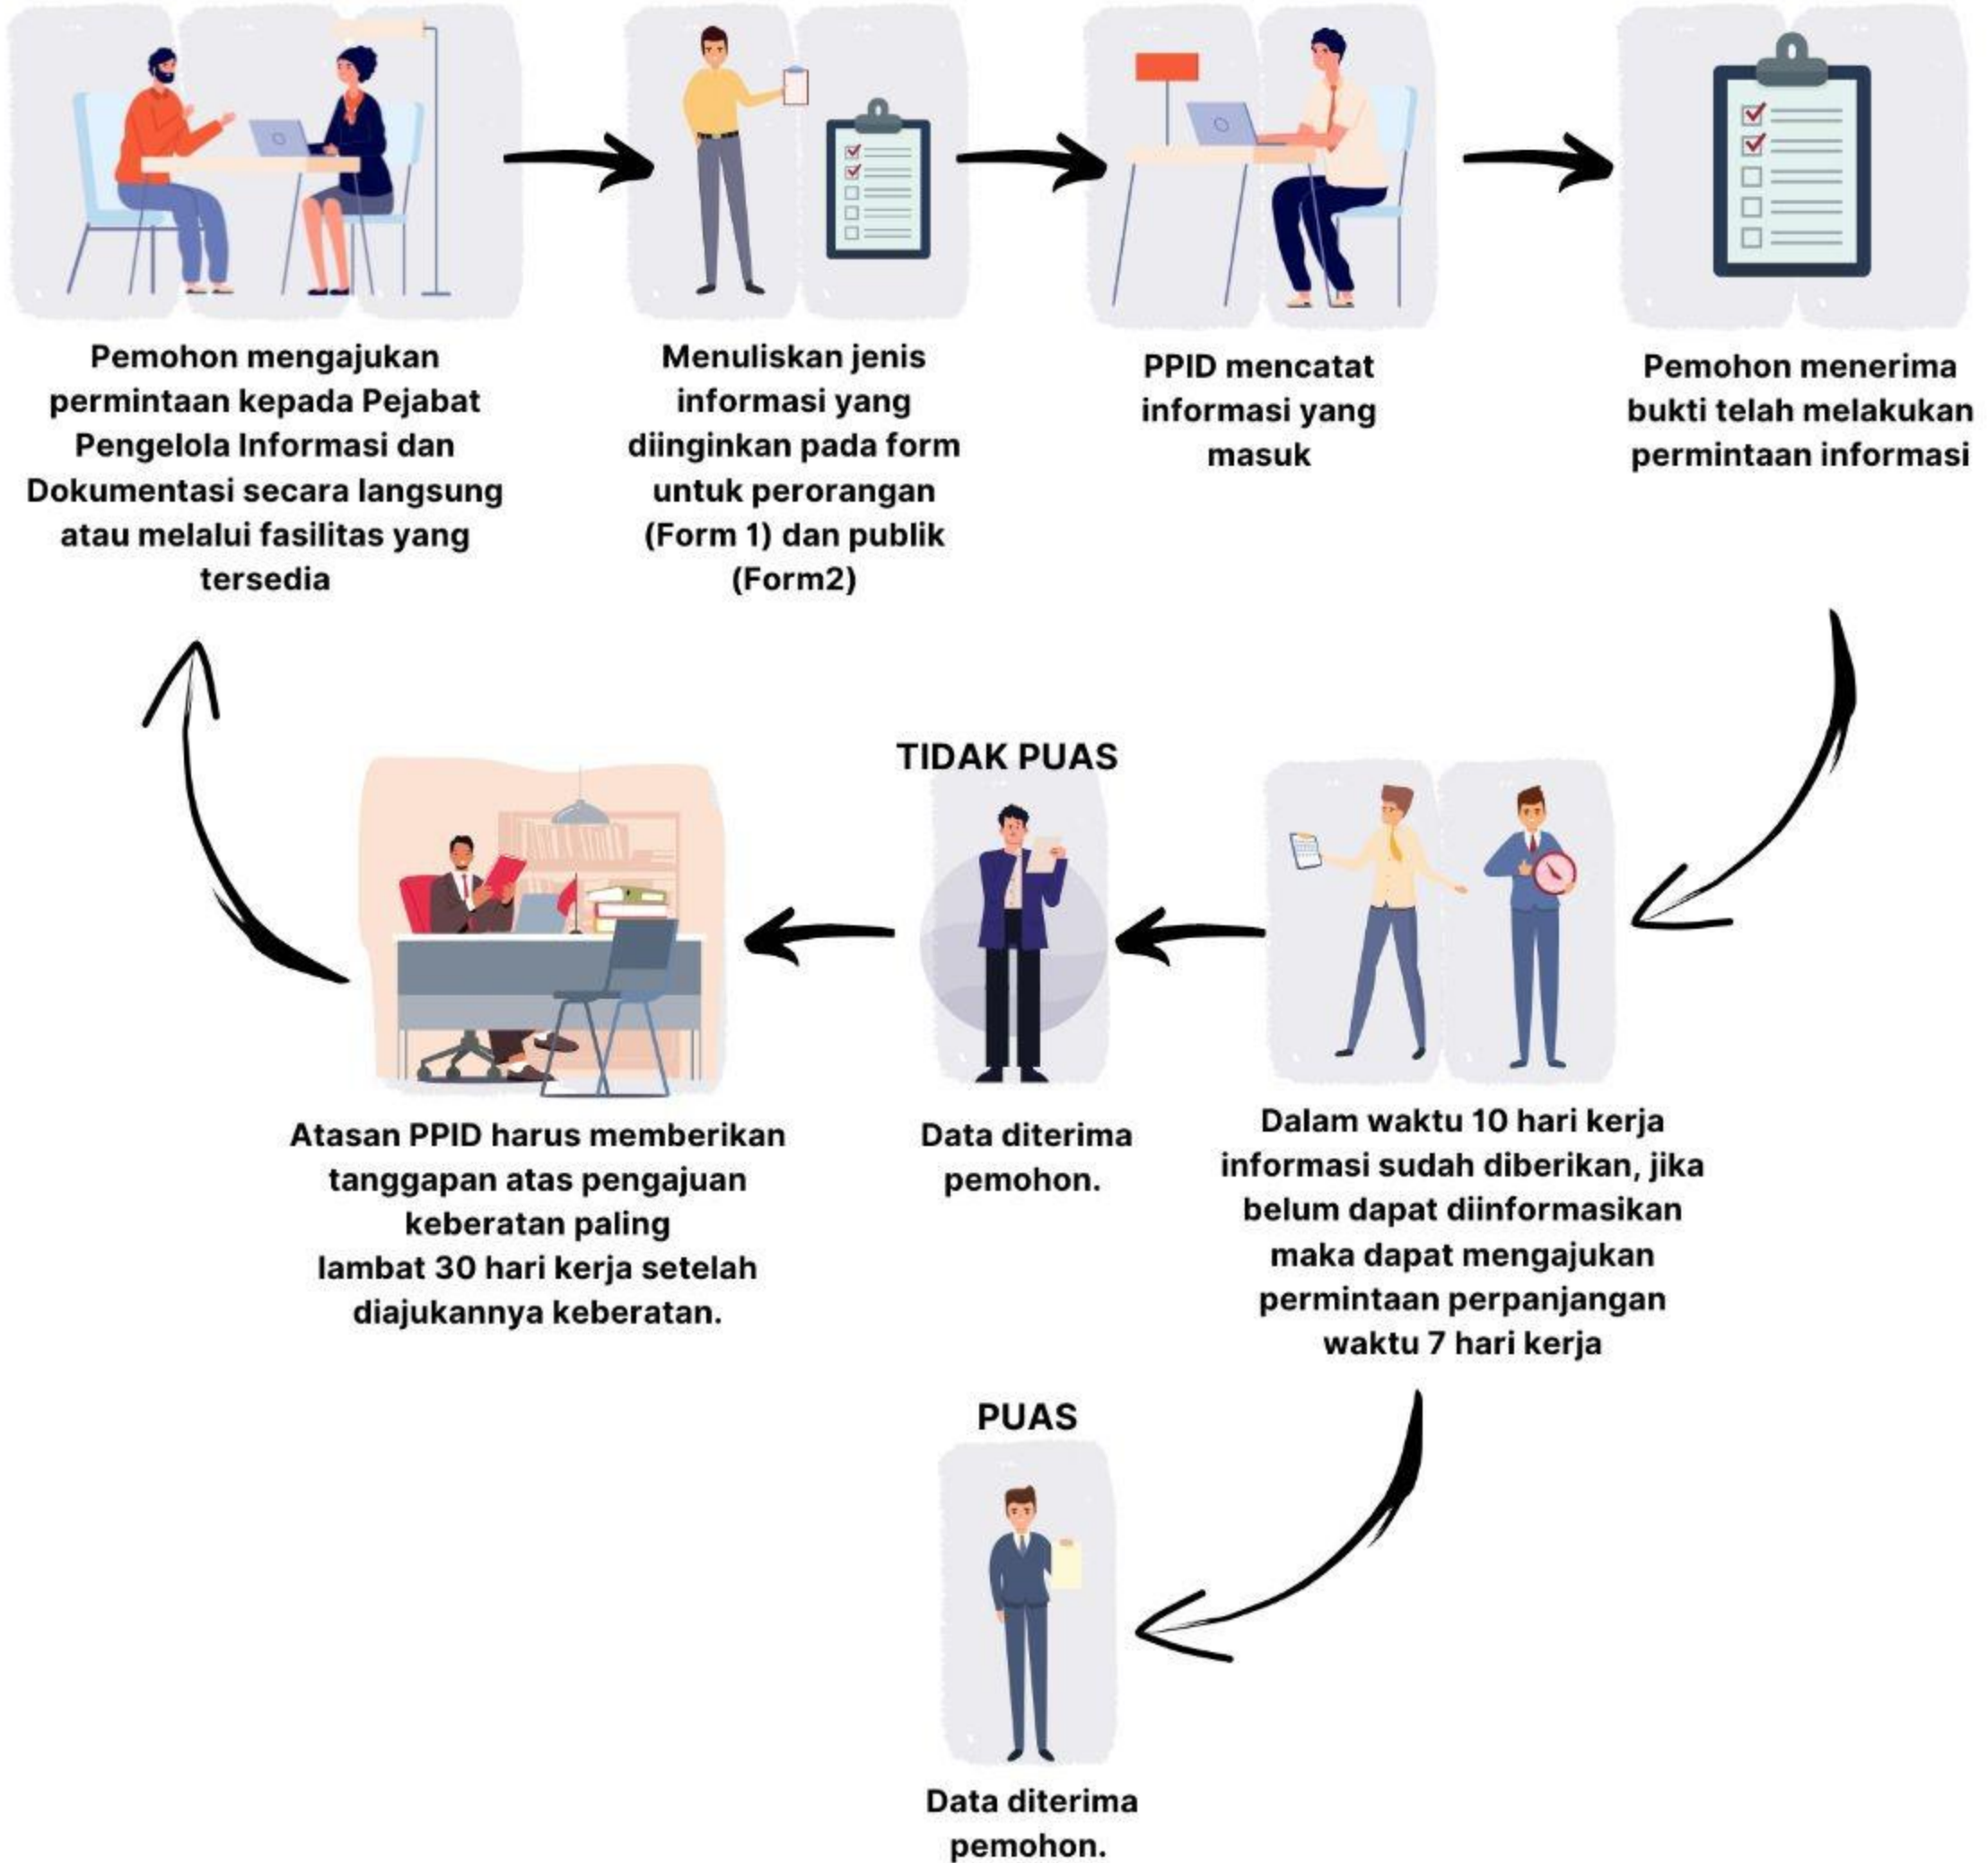 Pemohon mengajukan
permintaan kepada Pejabat
Pengelola Informasi dan
Dokumentasi secara langsung
atau melalui fasilitas yang
tersedia
Menuliskan jenis
informasi yang
diinginkan pada form
untuk perorangan
(Form 1) dan publik
(Form2)
PPID mencatat
informasi yang
masuk
Pemohon menerima
bukti telah melakukan
permintaan informasi
Dalam waktu 10 hari kerja
informasi sudah diberikan, jika
belum dapat diinformasikan
maka dapat mengajukan
permintaan perpanjangan
waktu 7 hari kerja
TIDAK PUAS
Data diterima
pemohon.
Atasan PPID harus memberikan
tanggapan atas pengajuan
keberatan paling
lambat 30 hari kerja setelah
diajukannya keberatan.
PUAS
Data diterima
pemohon.